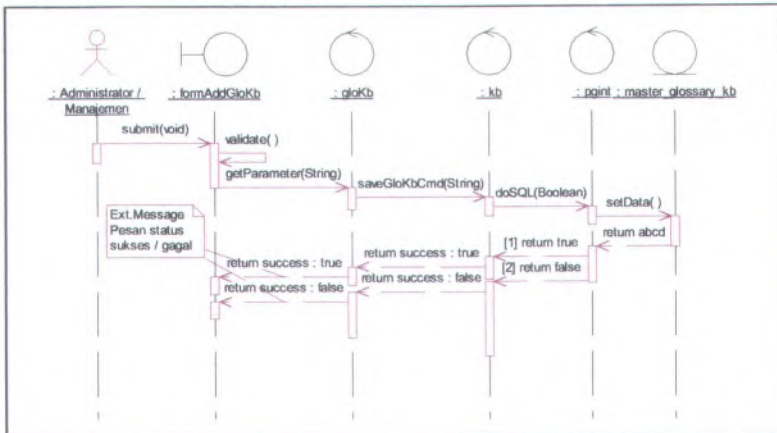 : Administrator /
Manajemen
: formAddGloKb
: gloKb
: kb
: pgint
: master_glossary_kb
submit(void)
validate( )
getParameter(String)
saveGloKbCmd(String)
doSQL(Boolean)
setData( )
return abcd
Ext.Message
Pesan status
sukses / gagal
[1] return true
return success : true
return success : true
[2] return false
return success : false
return success : false